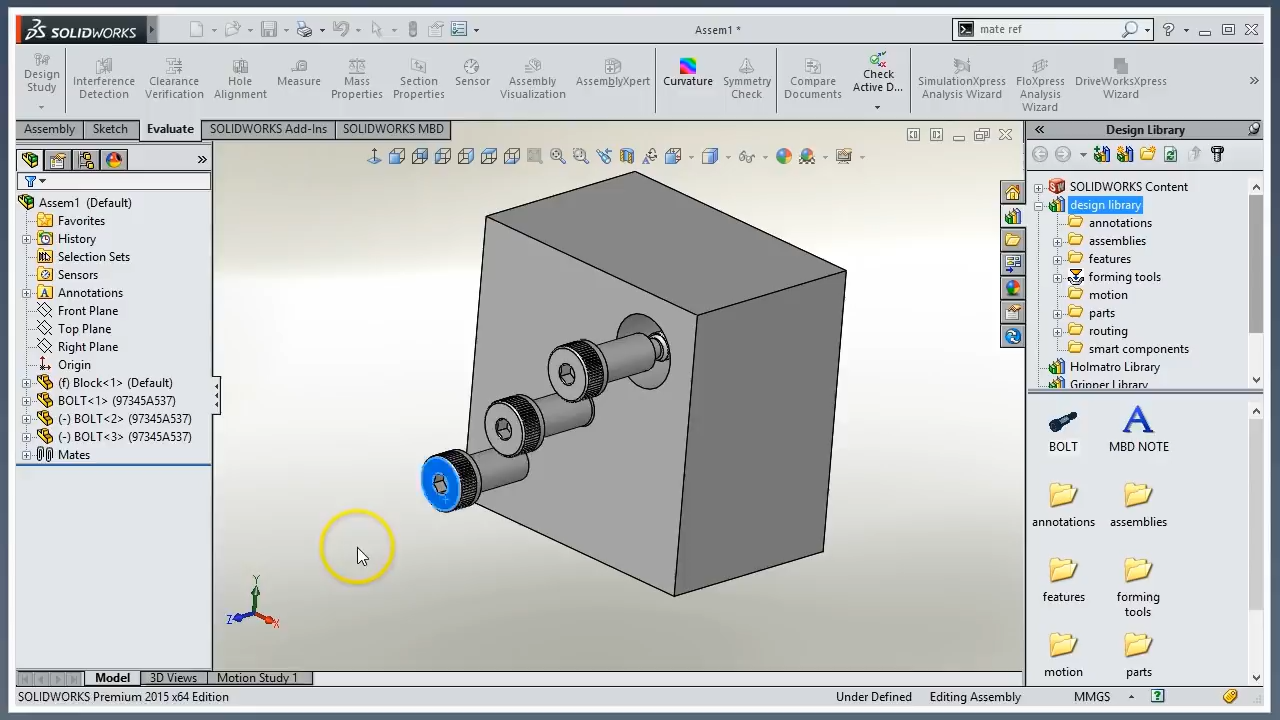 SOLIDWORKS
Assem1 *
mate ref
Design Study
Interference Detection
Clearance Verification
Hole Alignment
Measure
Mass Properties
Section Properties
Sensor
Assembly Visualization
AssemblyXpert
Curvature
Symmetry Check
Compare Documents
Check Active D...
SimulationXpress Analysis Wizard
FloXpress Analysis Wizard
DriveWorksXpress Wizard
Assembly
Sketch
Evaluate
SOLIDWORKS Add-Ins
SOLIDWORKS MBD
Design Library
Assem1 (Default)
Favorites
History
Selection Sets
Sensors
Annotations
Front Plane
Top Plane
Right Plane
Origin
(f) Block<1> (Default)
BOLT<1> (97345A537)
(-) BOLT<2> (97345A537)
(-) BOLT<3> (97345A537)
Mates
Y
Z
X
SOLIDWORKS Content
design library
annotations
assemblies
features
forming tools
motion
parts
routing
smart components
Holmatro Library
Gripper Library
BOLT
MBD NOTE
annotations
assemblies
features
forming tools
motion
parts
Model
3D Views
Motion Study 1
SOLIDWORKS Premium 2015 x64 Edition
Under Defined
Editing Assembly
MMGS